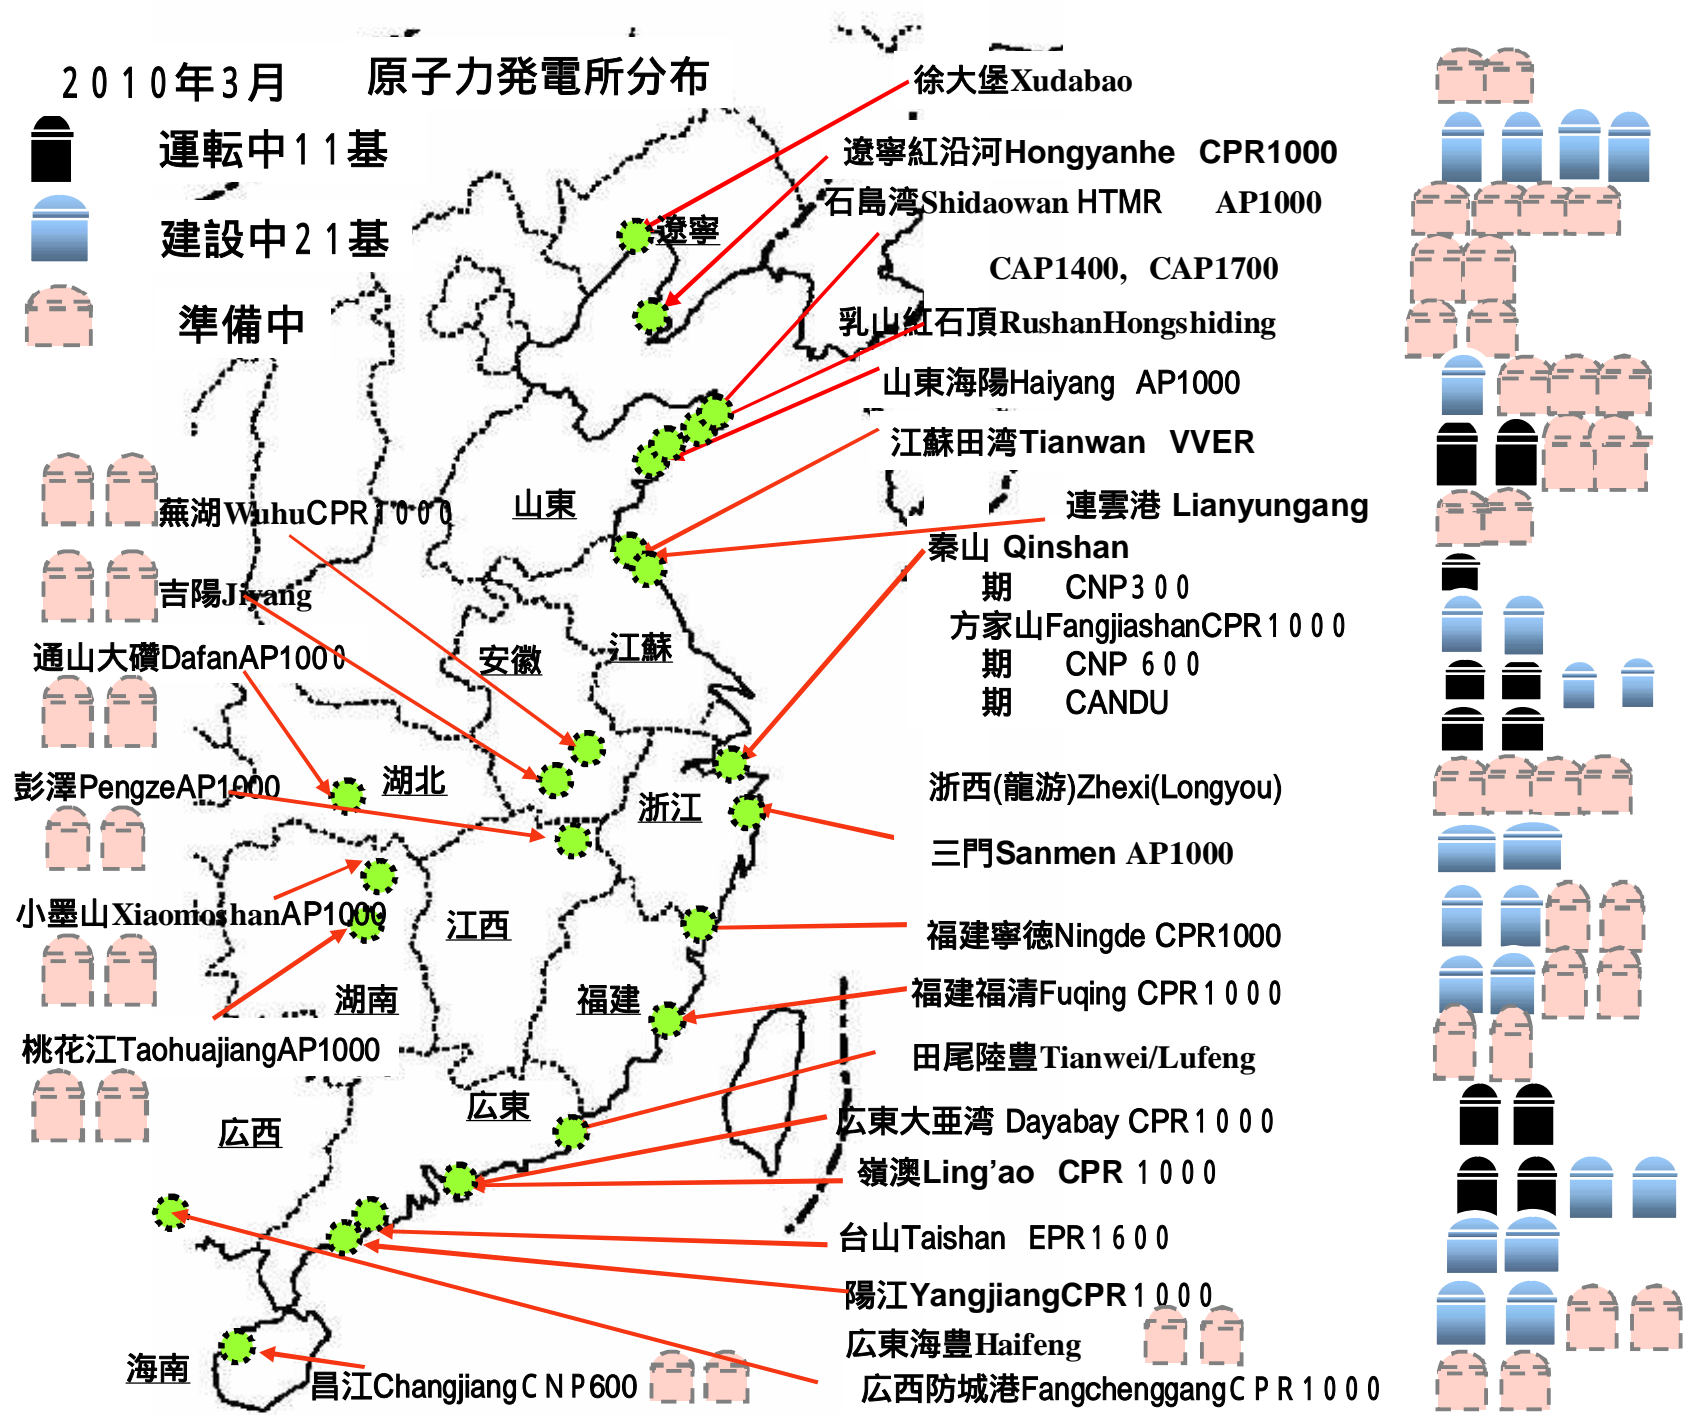 2010年3月
原子力発電所分布
運転中11基
建設中21基
準備中
徐大堡Xudabao
遼寧紅沿河Hongyanhe CPR1000
石島湾Shidaowan HTMR AP1000
CAP1400, CAP1700
乳山紅石頂RushanHongshiding
山東海陽Haiyang AP1000
江蘇田湾Tianwan VVER
連雲港 Lianyungang
秦山 Qinshan
期 CNP300
方家山FangjiashanCPR1000
期 CNP 600
期 CANDU
浙西(龍游)Zhexi(Longyou)
三門Sanmen AP1000
福建寧徳Ningde CPR1000
福建福清Fuqing CPR1000
田尾陸豊Tianwei/Lufeng
広東大亜湾 Dayabay CPR1000
嶺澳Ling’ao CPR 1000
台山Taishan EPR1600
陽江YangjiangCPR1000
広東海豊Haifeng
広西防城港FangchenggangCPR1000
蕪湖WuhuCPR1000
吉陽Jiyang
通山大礸DafanAP1000
彭澤PengzeAP1000
小墨山XiaomoshanAP1000
桃花江TaohuajiangAP1000
昌江ChangjiangCNP600
遼寧
山東
安徽
江蘇
湖北
浙江
江西
湖南
福建
広東
広西
海南